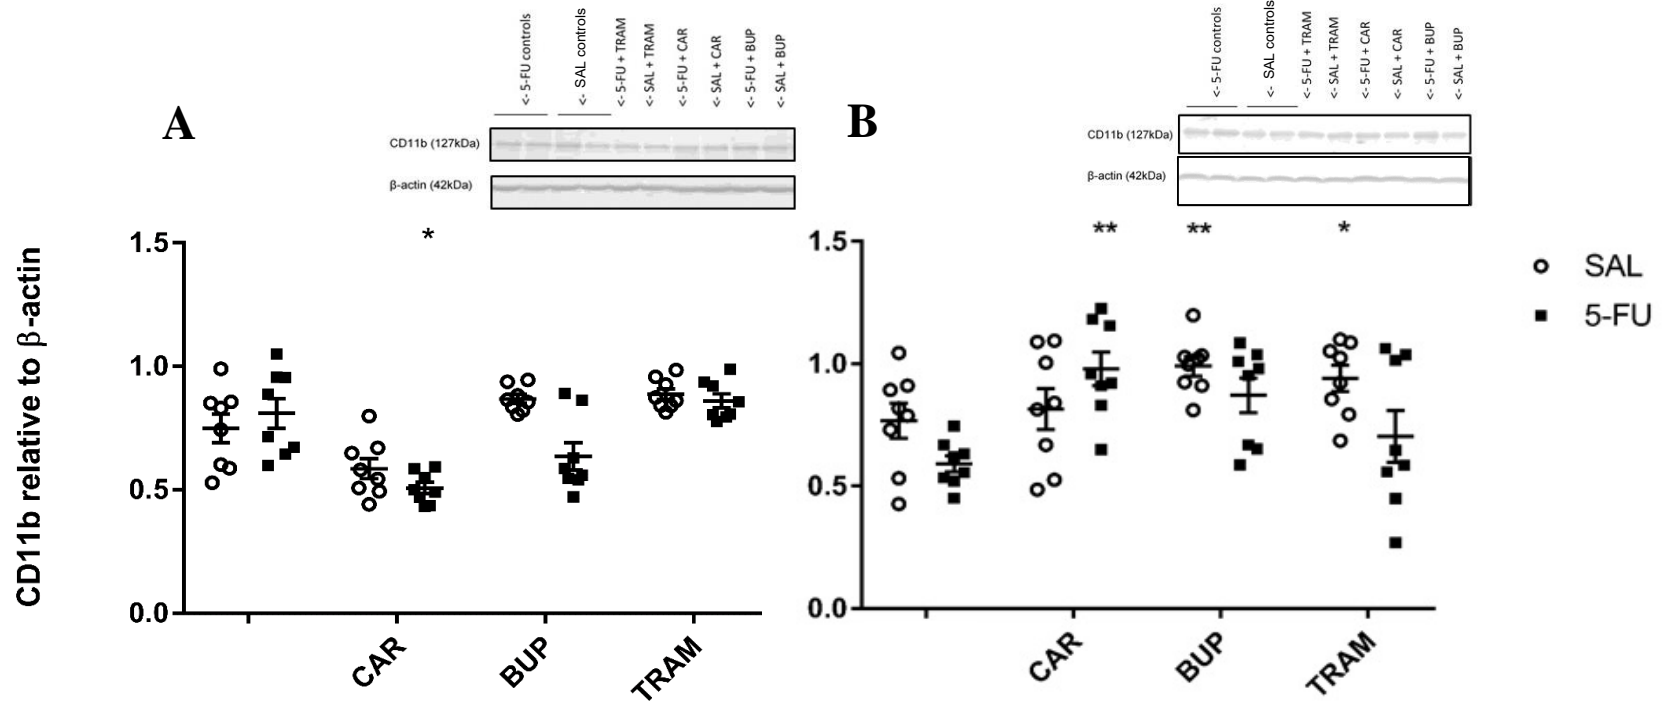 <- 5-FU controls
<- SAL controls
<- 5-FU + TRAM
<- SAL + TRAM
<- 5-FU + CAR
<- SAL + CAR
<- 5-FU + BUP
<- SAL + BUP
A
CD11b (127kDa)
β-actin (42kDa)
*
CD11b relative to β-actin
1.5
1.0
0.5
0.0
CAR
BUP
TRAM
<- 5-FU controls
<- SAL controls
<- 5-FU + TRAM
<- SAL + TRAM
<- 5-FU + CAR
<- SAL + CAR
<- 5-FU + BUP
<- SAL + BUP
B
CD11b (127kDa)
β-actin (42kDa)
** ** *
1.5
1.0
0.5
0.0
CAR
BUP
TRAM
SAL
5-FU